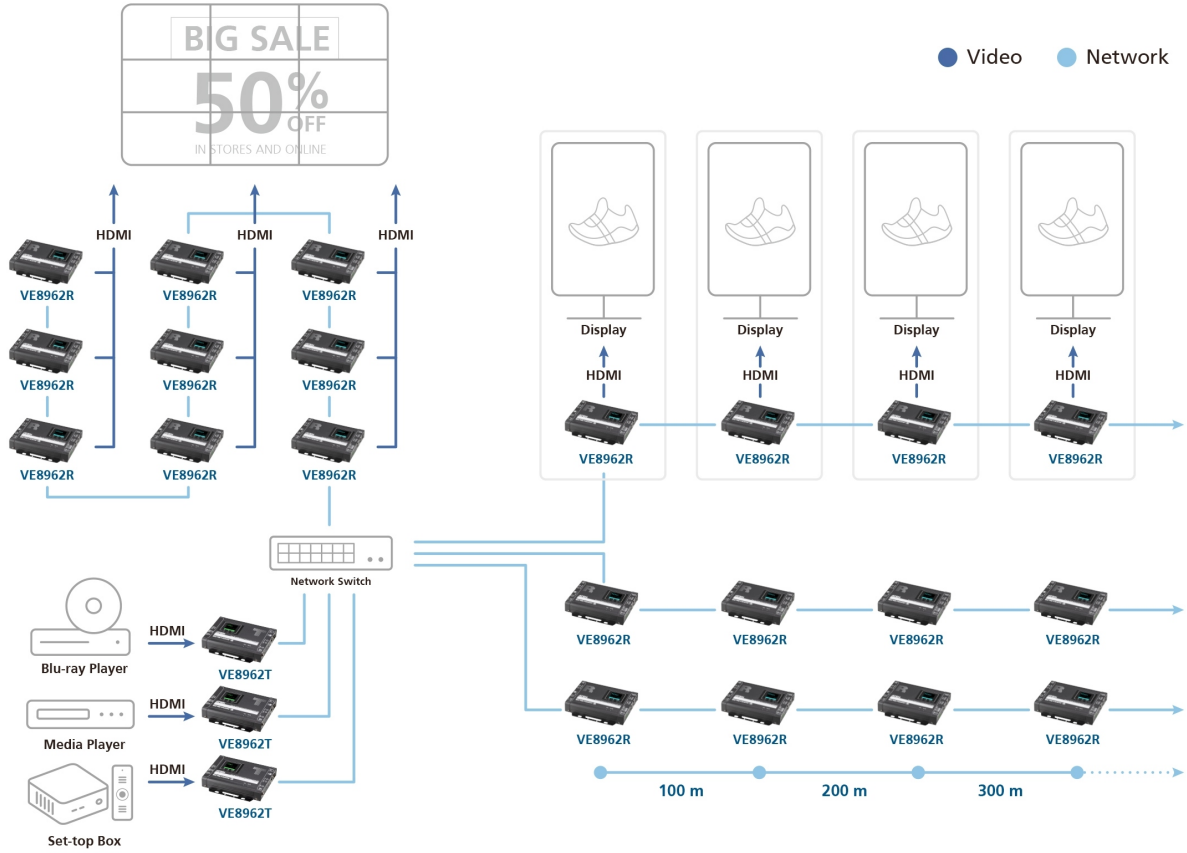 BIG SALE
50% OFF
IN STORES AND ONLINE
Video Network
HDMI HDMI HDMI
VE8962R VE8962R VE8962R
VE8962R VE8962R VE8962R
VE8962R VE8962R VE8962R
Display Display Display Display
HDMI HDMI HDMI HDMI
VE8962R VE8962R VE8962R VE8962R
Network Switch
HDMI
Blu-ray Player
VE8962T
HDMI
Media Player
VE8962T
HDMI
VE8962T
Set-top Box
VE8962R VE8962R VE8962R VE8962R
VE8962R VE8962R VE8962R VE8962R
100 m 200 m 300 m